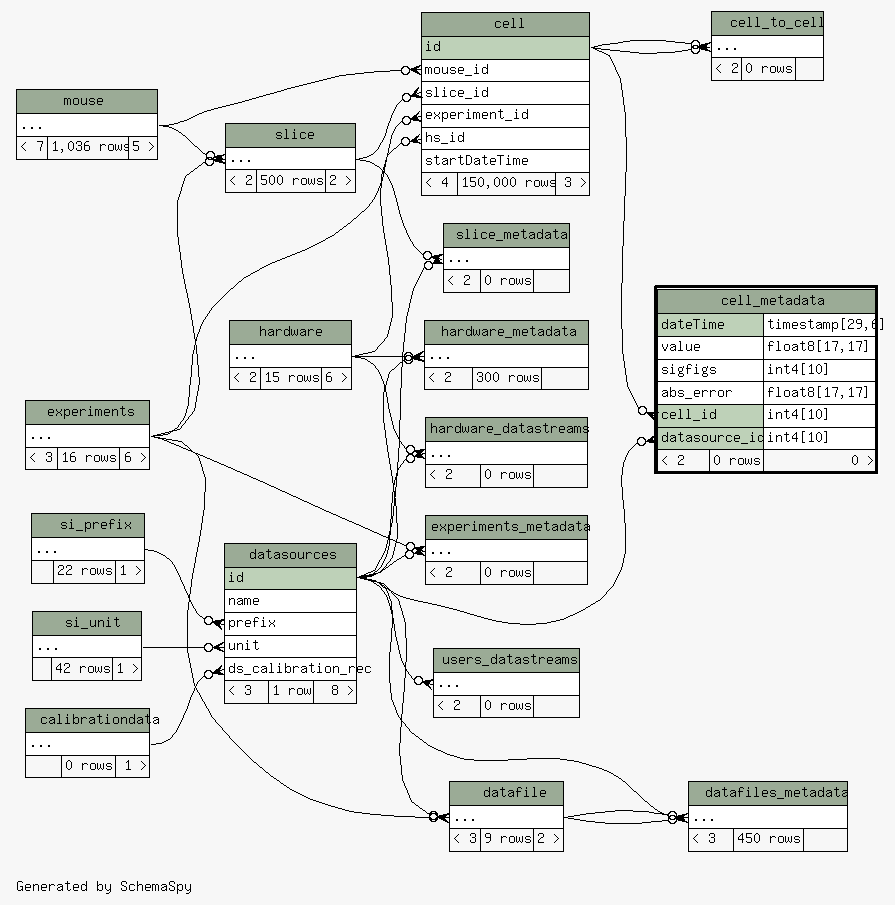 cell
id
mouse_id
slice_id
experiment_id
hs_id
startDateTime
< 4 150,000 rows 3 >
cell_to_cell
...
< 2 0 rows
mouse
...
< 7 1,036 rows 5 >
slice
...
< 2 500 rows 2 >
slice_metadata
...
< 2 0 rows
cell_metadata
dateTime timestamp[29,6]
value float8[17,17]
sigfigs int4[10]
abs_error float8[17,17]
cell_id int4[10]
datasource_id int4[10]
< 2 0 rows 0 >
hardware
...
< 2 15 rows 6 >
hardware_metadata
...
< 2 300 rows
experiments
...
< 3 16 rows 6 >
hardware_datastreams
...
< 2 0 rows
si_prefix
...
22 rows 1 >
experiments_metadata
...
< 2 0 rows
datasources
id
name
prefix
unit
ds_calibration_rec
< 3 1 row 8 >
si_unit
...
42 rows 1 >
users_datastreams
...
< 2 0 rows
calibrationdata
...
0 rows 1 >
datafile
...
< 3 9 rows 2 >
datafiles_metadata
...
< 3 450 rows
Generated by SchemaSpy